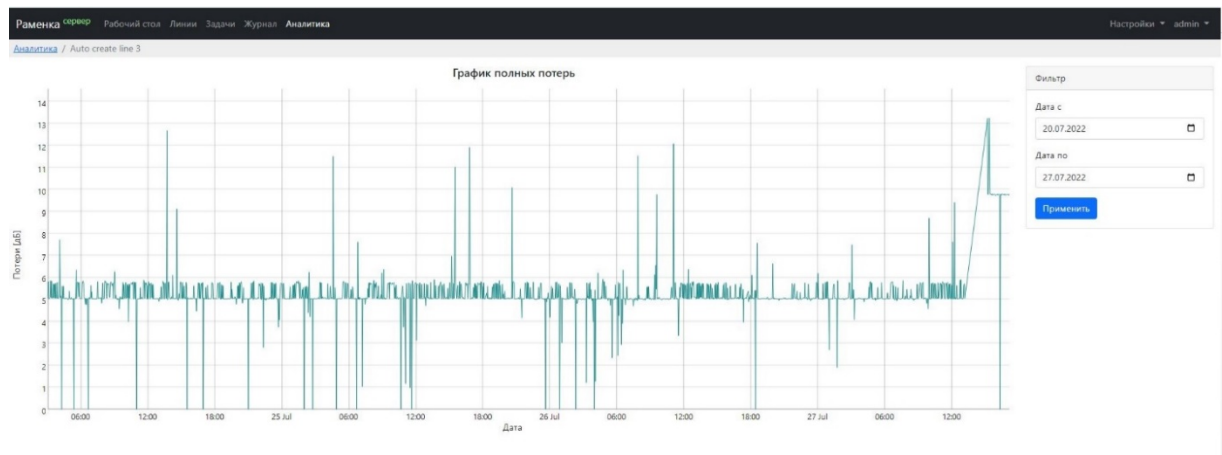 Раменка сервер Рабочий стол Линии Задачи Журнал Аналитика Настройки admin
Аналитика / Auto create line 3
График полных потерь
Потери [дБ]
14
13
12
11
10
9
8
7
6
5
4
3
2
1
0
06:00 12:00 18:00 25 Jul 06:00 12:00 18:00 26 Jul 06:00 12:00 18:00 27 Jul 06:00 12:00
Дата
Фильтр
Дата с
20.07.2022
Дата по
27.07.2022
Применить